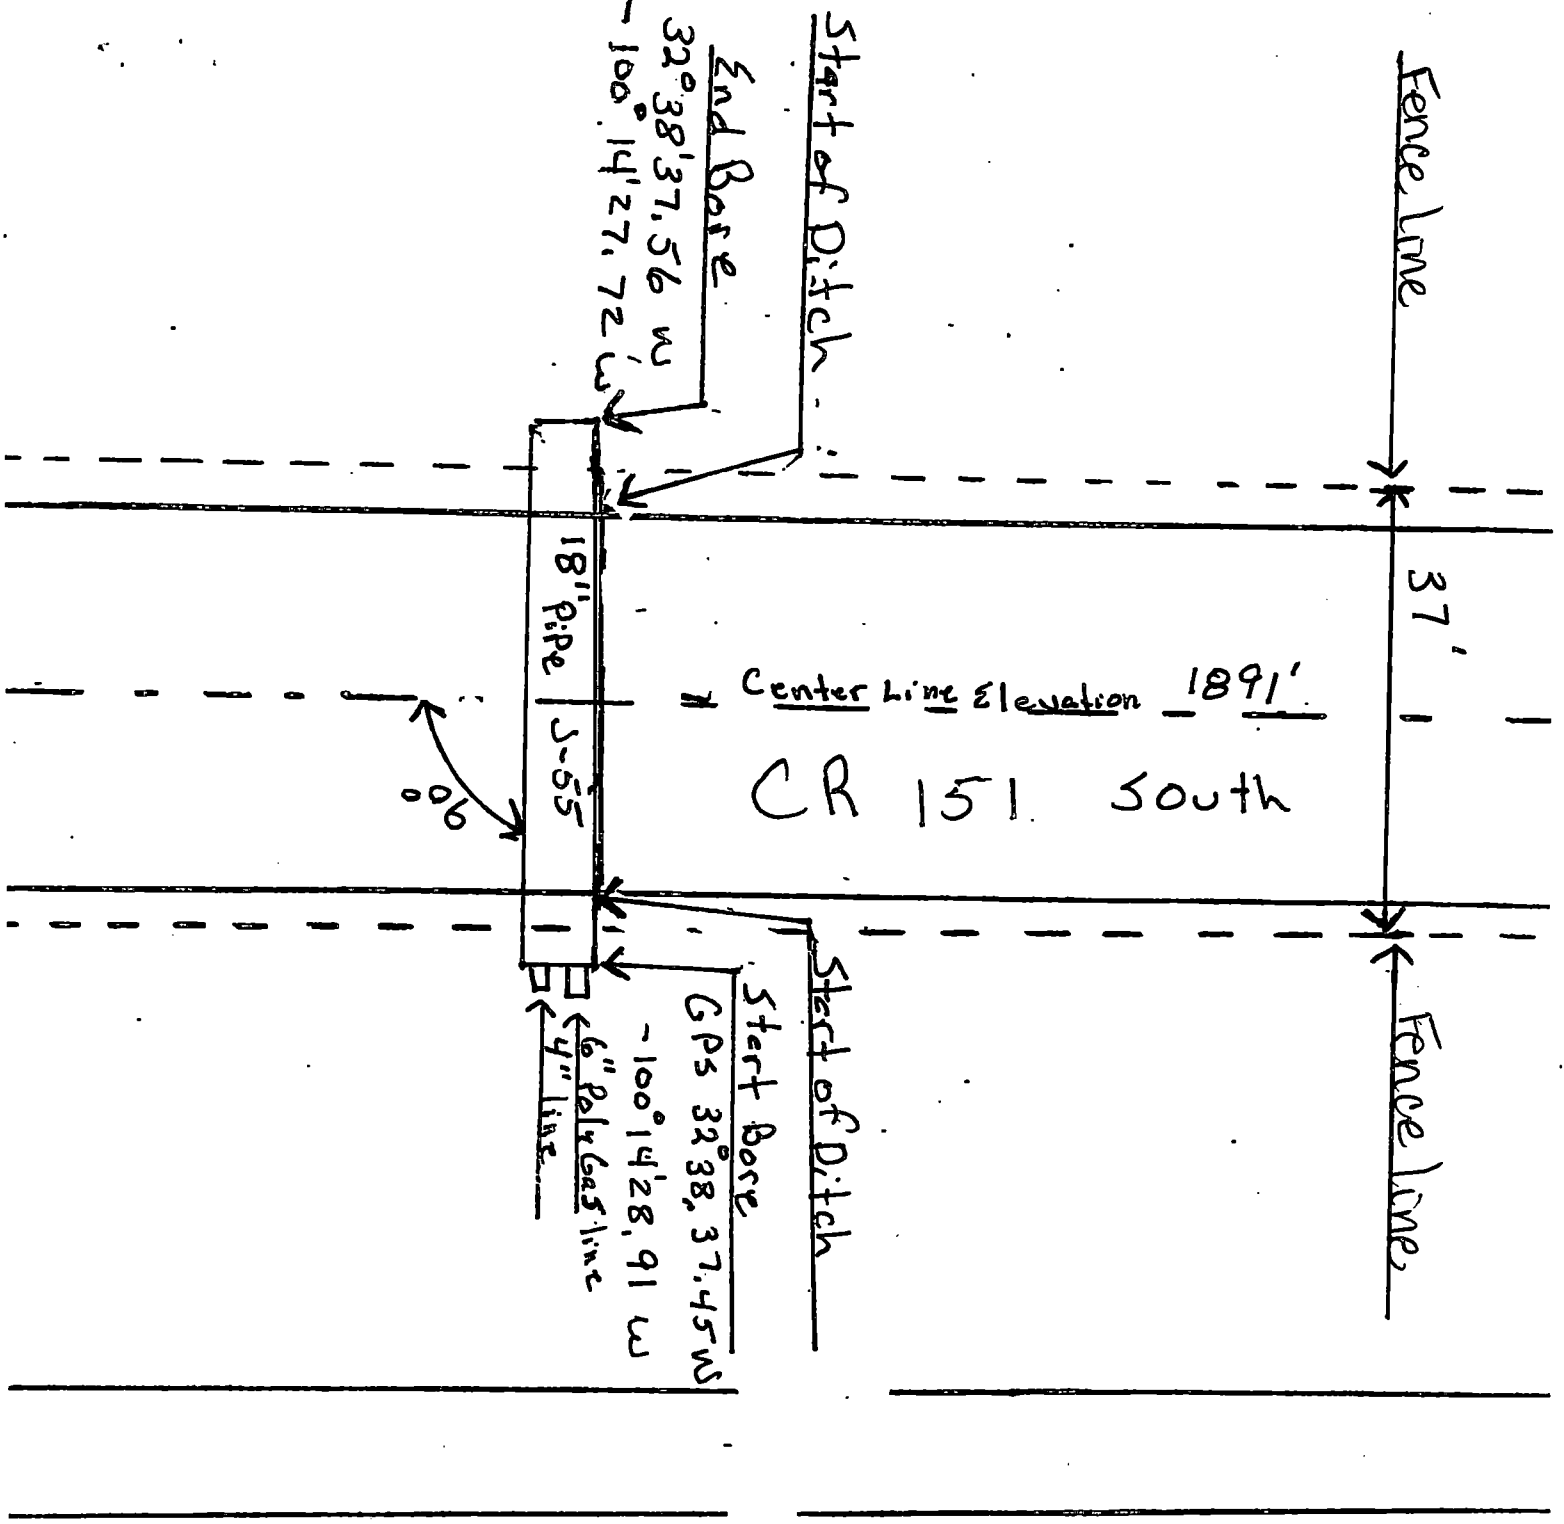 Fence Line
37'
Fence Line
Start of Ditch
End Bore
32° 38' 37.56 N
- 100° 14' 27.72 W
Center Line Elevation 1891'
CR 151 South
18" Pipe J-55
90°
Start of Ditch
Start Bore
GPS 32° 38, 37.45 N
- 100° 14' 28.91 W
6" Poly Gas line
4" line